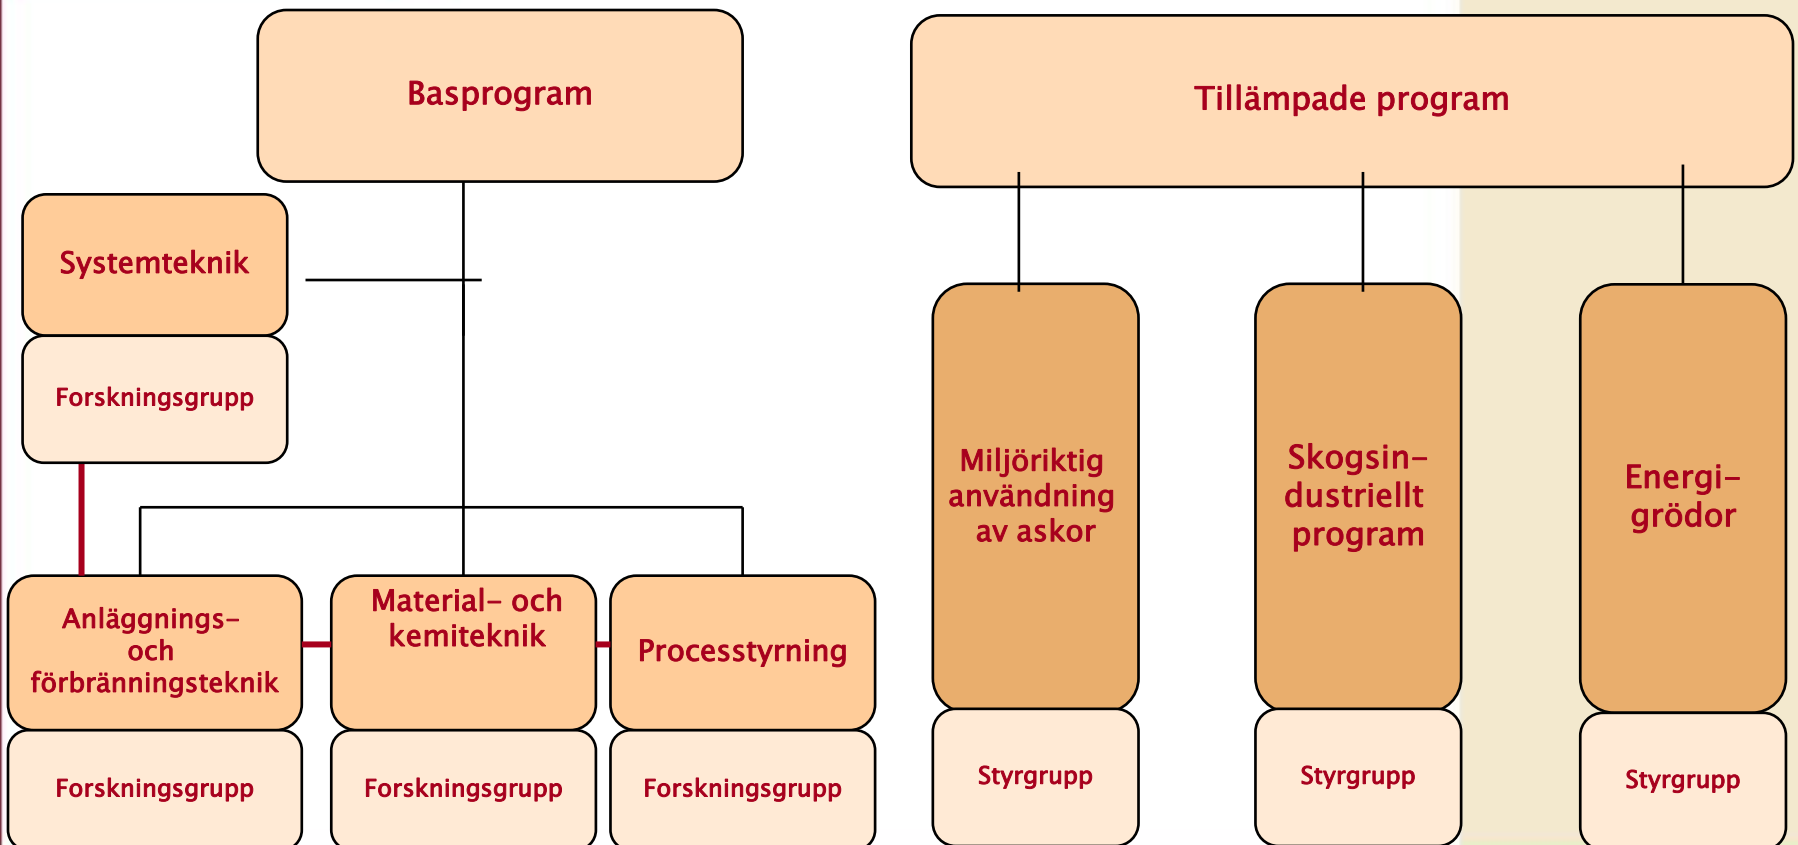 Basprogram
Tillämpade program
Systemteknik
Forskningsgrupp
Anläggnings-
och
förbränningsteknik
Forskningsgrupp
Material- och
kemiteknik
Forskningsgrupp
Processtyrning
Forskningsgrupp
Miljöriktig
användning
av askor
Styrgrupp
Skogsin-
dustriellt
program
Styrgrupp
Energi-
grödor
Styrgrupp